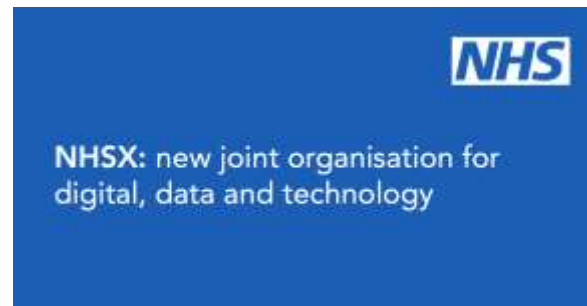 NHS
NHSX: new joint organisation for
digital, data and technology